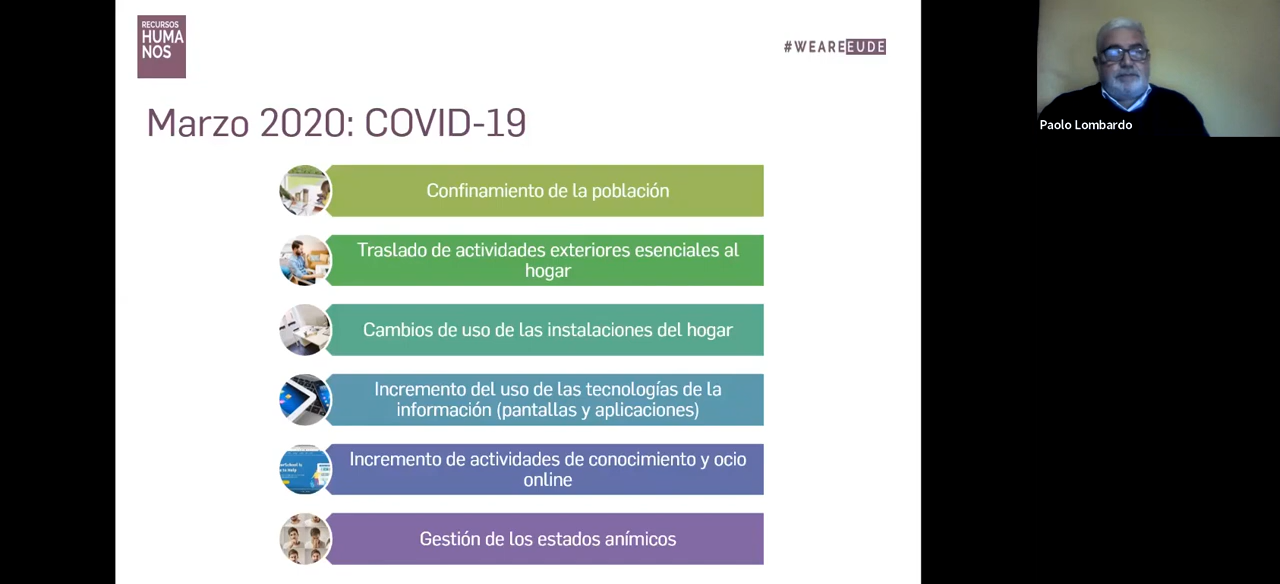 RECURSOS
HUMA
NOS
#WEAREEUDE
Marzo 2020: COVID-19
Confinamiento de la población
Traslado de actividades exteriores esenciales al
hogar
Cambios de uso de las instalaciones del hogar
Incremento del uso de las tecnologías de la
información (pantallas y aplicaciones)
Incremento de actividades de conocimiento y ocio
online
Gestión de los estados anímicos
Paolo Lombardo